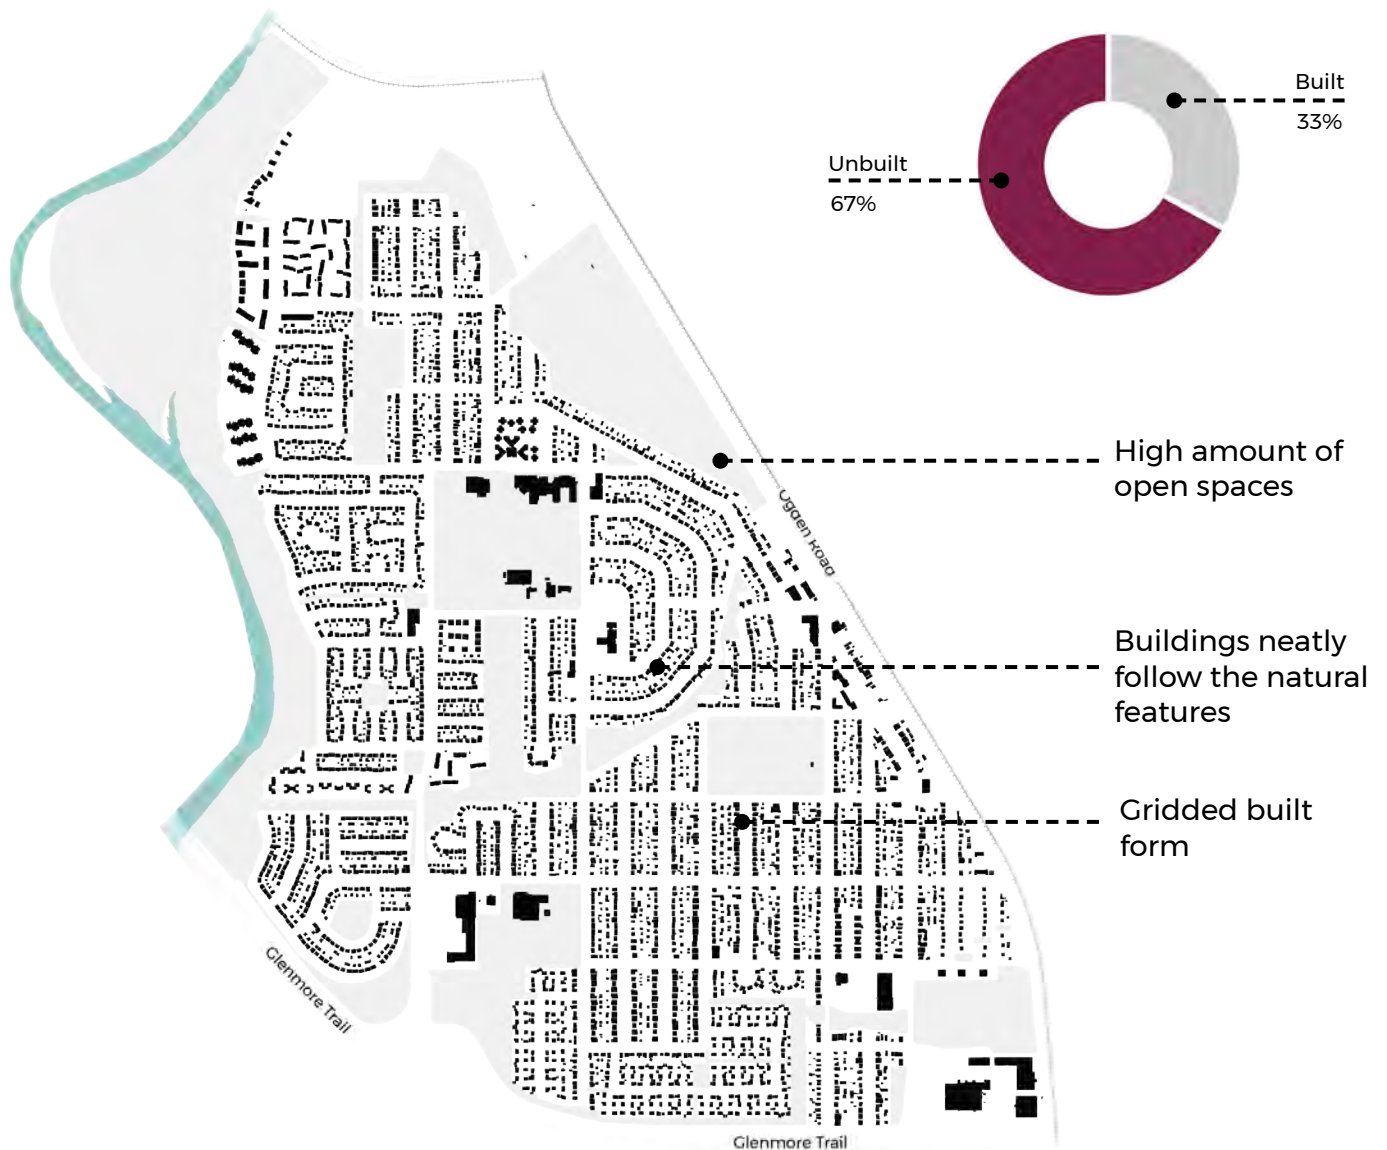 Built
33%
Unbuilt
67%
High amount of
open spaces
Ogden Road
Buildings neatly
follow the natural
features
Gridded built
form
Glenmore Trail
Glenmore Trail